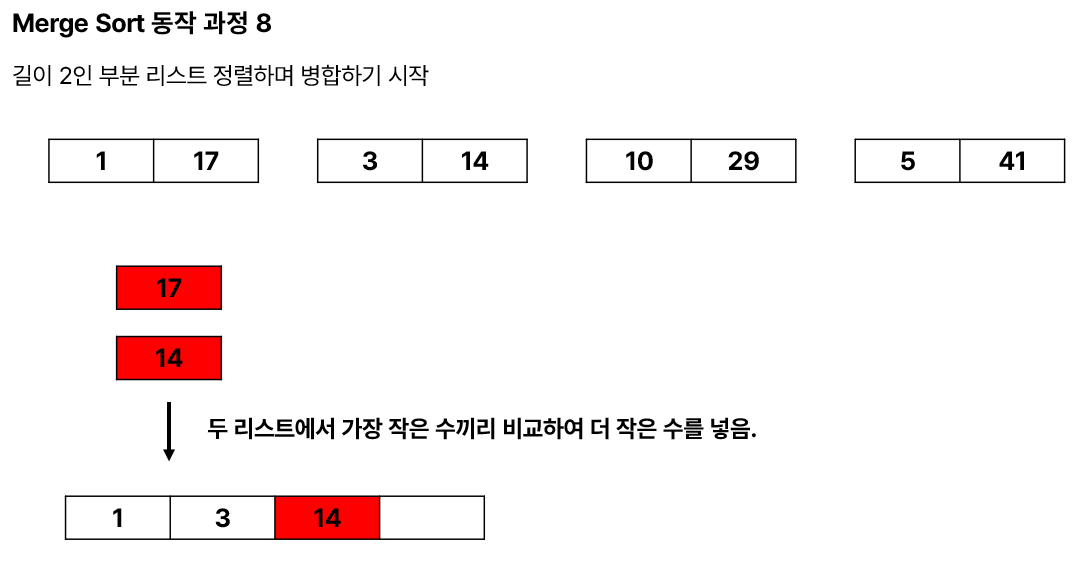 Merge Sort 동작 과정 8
길이 2인 부분 리스트 정렬하며 병합하기 시작
1 17 3 14 10 29 5 41
17
14
두 리스트에서 가장 작은 수끼리 비교하여 더 작은 수를 넣음.
1 3 14